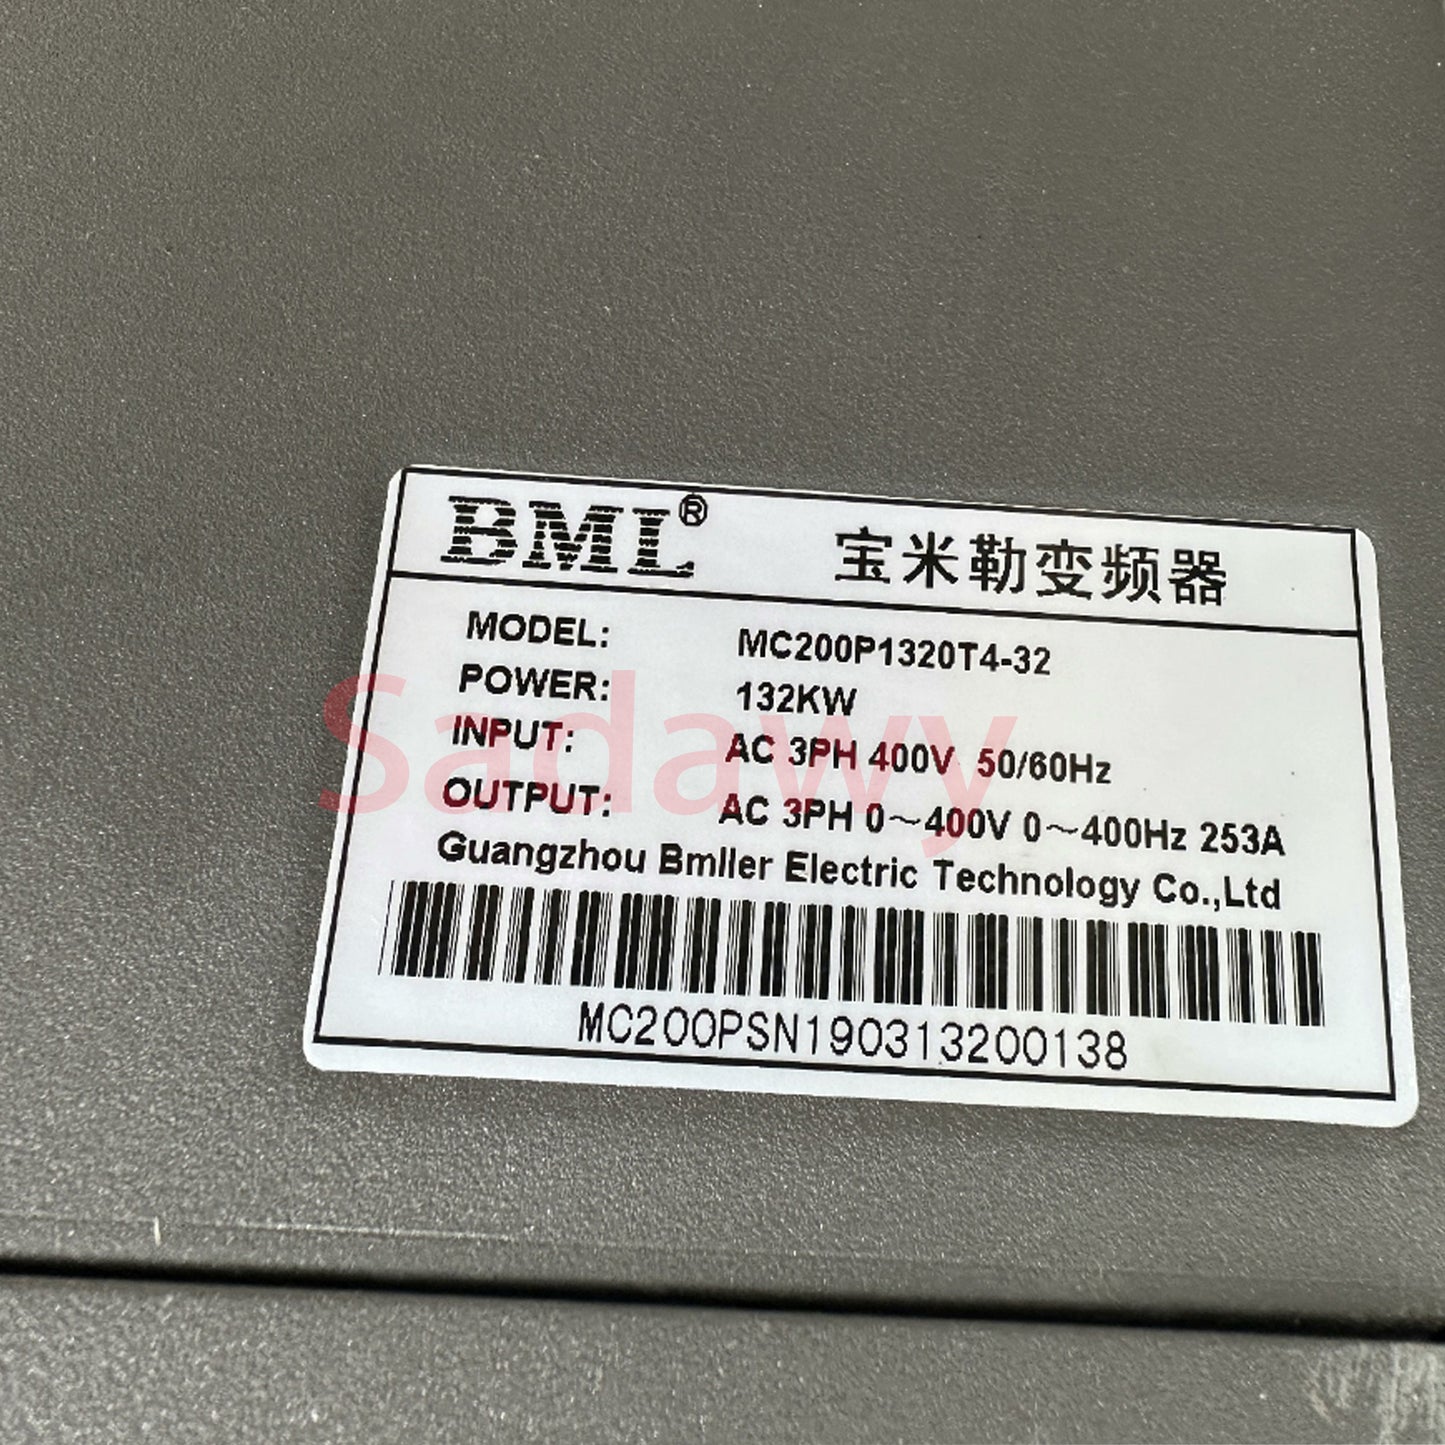 BML® 宝米勒变频器
MODEL: MC200P1320T4-32
POWER: 132KW
INPUT: AC 3PH 400V 50/60Hz
OUTPUT: AC 3PH 0~400V 0~400Hz 253A
Guangzhou Bmller Electric Technology Co.,Ltd
MC200PSN190313200138
Sadawy